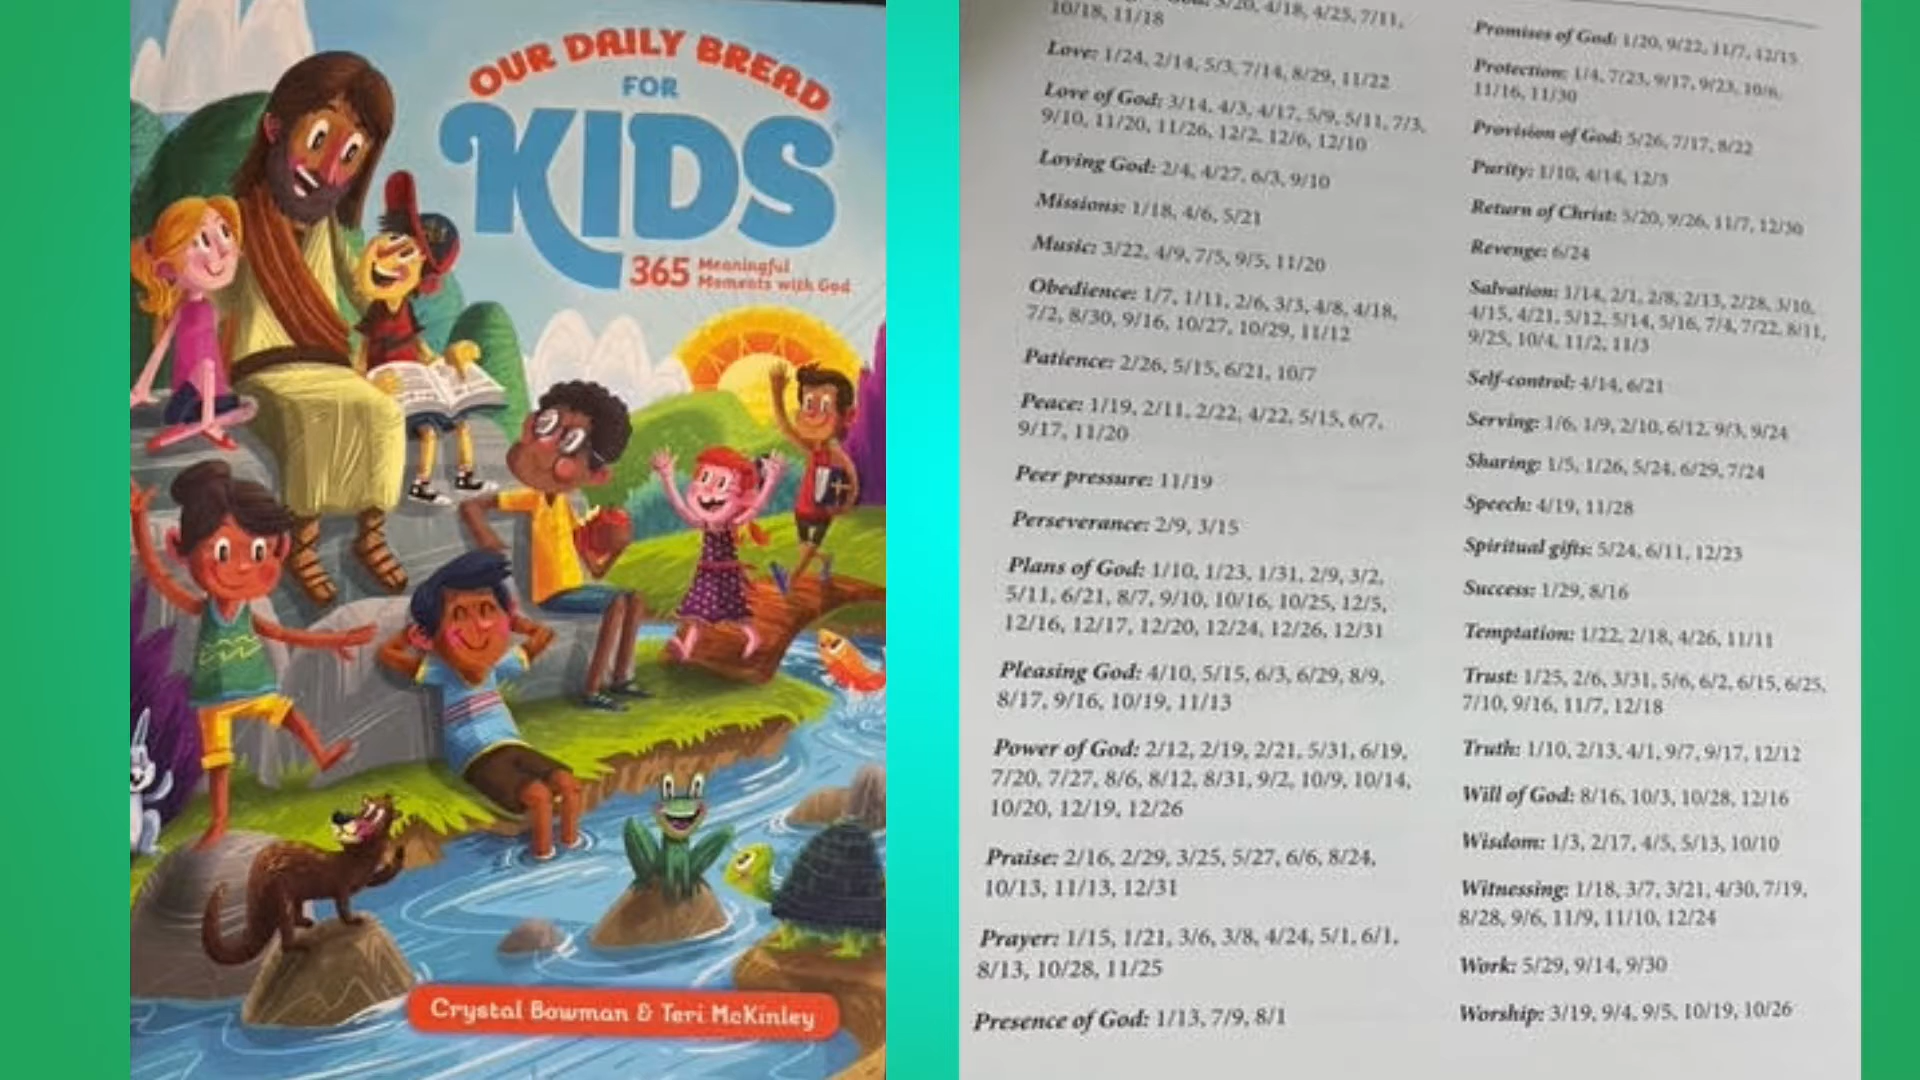 OUR DAILY BREAD
FOR
KIDS
365 Meaningful
Moments with God
Crystal Bowman & Teri McKinley
3/20, 4/18, 4/25, 7/11,
10/18, 11/18
Love: 1/24, 2/14, 5/3, 7/14, 8/29, 11/22
Love of God: 3/14, 4/3, 4/17, 5/9, 5/11, 7/3,
9/10, 11/20, 11/26, 12/2, 12/6, 12/10
Loving God: 2/4, 4/27, 6/3, 9/10
Missions: 1/18, 4/6, 5/21
Music: 3/22, 4/9, 7/5, 9/5, 11/20
Obedience: 1/7, 1/11, 2/6, 3/3, 4/8, 4/18,
7/2, 8/30, 9/16, 10/27, 10/29, 11/12
Patience: 2/26, 5/15, 6/21, 10/7
Peace: 1/19, 2/11, 2/22, 4/22, 5/15, 6/7,
9/17, 11/20
Peer pressure: 11/19
Perseverance: 2/9, 3/15
Plans of God: 1/10, 1/23, 1/31, 2/9, 3/2,
5/11, 6/21, 8/7, 9/10, 10/16, 10/25, 12/5,
12/16, 12/17, 12/20, 12/24, 12/26, 12/31
Pleasing God: 4/10, 5/15, 6/3, 6/29, 8/9,
8/17, 9/16, 10/19, 11/13
Power of God: 2/12, 2/19, 2/21, 5/31, 6/19,
7/20, 7/27, 8/6, 8/12, 8/31, 9/2, 10/9, 10/14,
10/20, 12/19, 12/26
Praise: 2/16, 2/29, 3/25, 5/27, 6/6, 8/24,
10/13, 11/13, 12/31
Prayer: 1/15, 1/21, 3/6, 3/8, 4/24, 5/1, 6/1,
8/13, 10/28, 11/25
Presence of God: 1/13, 7/9, 8/1
Promises of God: 1/20, 9/22, 11/7, 12/15
Protection: 1/4, 7/23, 9/17, 9/23, 10/6,
11/16, 11/30
Provision of God: 5/26, 7/17, 8/22
Purity: 1/10, 4/14, 12/3
Return of Christ: 5/20, 9/26, 11/7, 12/30
Revenge: 6/24
Salvation: 1/14, 2/1, 2/8, 2/13, 2/28, 3/10,
4/15, 4/21, 5/12, 5/14, 5/16, 7/4, 7/22, 8/11,
9/25, 10/4, 11/2, 11/3
Self-control: 4/14, 6/21
Serving: 1/6, 1/9, 2/10, 6/12, 9/3, 9/24
Sharing: 1/5, 1/26, 5/24, 6/29, 7/24
Speech: 4/19, 11/28
Spiritual gifts: 5/24, 6/11, 12/23
Success: 1/29, 8/16
Temptation: 1/22, 2/18, 4/26, 11/11
Trust: 1/25, 2/6, 3/31, 5/6, 6/2, 6/15, 6/25,
7/10, 9/16, 11/7, 12/18
Truth: 1/10, 2/13, 4/1, 9/7, 9/17, 12/12
Will of God: 8/16, 10/3, 10/28, 12/16
Wisdom: 1/3, 2/17, 4/5, 5/13, 10/10
Witnessing: 1/18, 3/7, 3/21, 4/30, 7/19,
8/28, 9/6, 11/9, 11/10, 12/24
Work: 5/29, 9/14, 9/30
Worship: 3/19, 9/4, 9/5, 10/19, 10/26